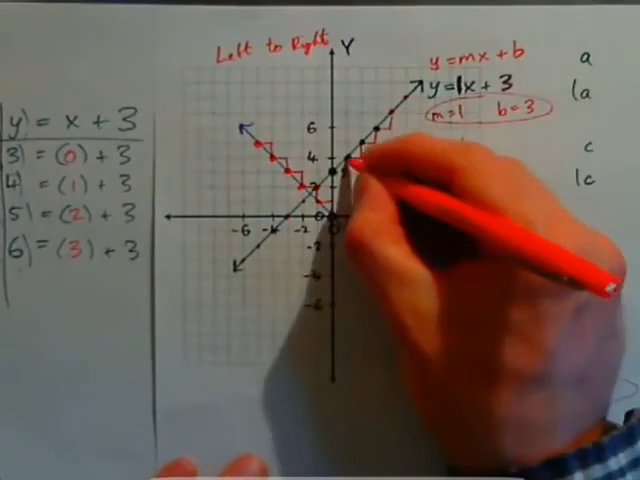 Left to Right
Y
y = mx + b
y = 1x + 3
m = 1 b = 3
a
1a
c
1c
y) = x + 3
3) = (0) + 3
4) = (1) + 3
5) = (2) + 3
6) = (3) + 3
6
4
2
0
-6 -2
-2
-4
-6